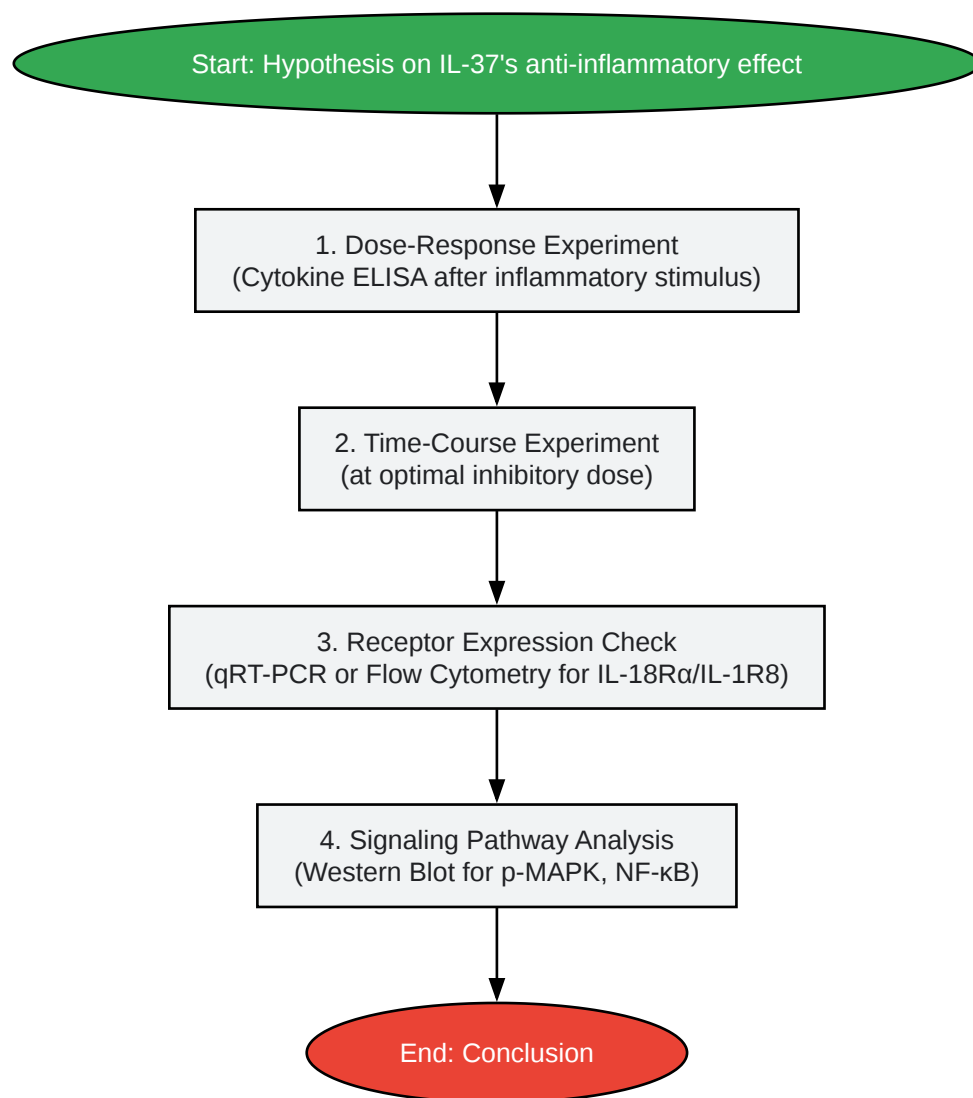 Start: Hypothesis on IL-37's anti-inflammatory effect
1. Dose-Response Experiment
(Cytokine ELISA after inflammatory stimulus)
2. Time-Course Experiment
(at optimal inhibitory dose)
3. Receptor Expression Check
(qRT-PCR or Flow Cytometry for IL-18Rα/IL-1R8)
4. Signaling Pathway Analysis
(Western Blot for p-MAPK, NF-κB)
End: Conclusion